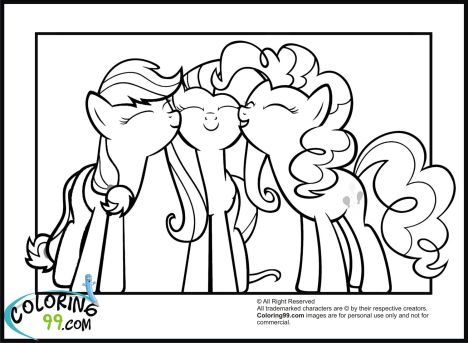 COLORING
99.COM
© All Right Reserved
All trademarked characters are © by their respective creators.
Coloring99.com images are for personal use only and not for
commercial.